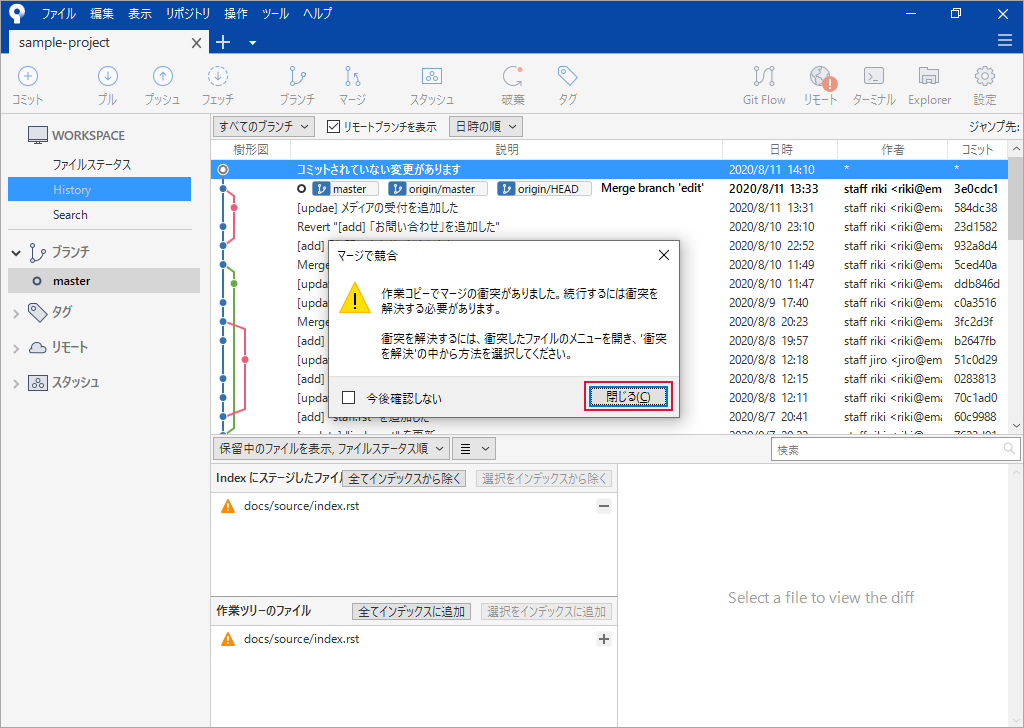 ファイル 編集 表示 リポジトリ 操作 ツール ヘルプ
sample-project
コミット プル プッシュ フェッチ ブランチ マージ スタッシュ 破棄 タグ Git Flow リモート ターミナル Explorer 設定
WORKSPACE
ファイルステータス
History
Search
ブランチ
master
タグ
リモート
スタッシュ
すべてのブランチ リモートブランチを表示 日時の順 ジャンプ先:
樹形図 説明 日時 作者 コミット
コミットされていない変更があります 2020/8/11 14:10 * *
master origin/master origin/HEAD Merge branch 'edit' 2020/8/11 13:33 staff riki <riki@em 3e0cdc1
[updae] メディアの受付を追加した 2020/8/11 13:31 staff riki <riki@ema 584dc38
Revert "[add] 「お問い合わせ」を追加した" 2020/8/10 23:10 staff riki <riki@ema 23d1582
[add] 2020/8/10 22:52 staff riki <riki@ema 932a8d4
Merge 2020/8/10 11:49 staff riki <riki@ema 5ced40a
[upda 2020/8/10 11:47 staff riki <riki@ema ddb846d
[upda 2020/8/9 17:40 staff riki <riki@ema c0a3516
Merge 2020/8/8 20:23 staff riki <riki@ema 3fc2d3f
[add] 2020/8/8 19:57 staff riki <riki@ema b2647fb
[upda 2020/8/8 12:18 staff jiro <jiro@ema 51c0d29
[add] 2020/8/8 12:15 staff riki <riki@ema 0283813
[upda 2020/8/8 12:11 staff riki <riki@ema 70c1ad0
[add] "staff.rst" を追加した 2020/8/7 20:41 staff riki <riki@ema 60c9988
マージで競合
作業コピーでマージの衝突がありました。続行するには衝突を
解決する必要があります。
衝突を解決するには、衝突したファイルのメニューを開き、'衝突
を解決'の中から方法を選択してください。
今後確認しない 閉じる(C)
保留中のファイルを表示, ファイルステータス順 検索
Index にステージしたファイル 全てインデックスから除く 選択をインデックスから除く
docs/source/index.rst
作業ツリーのファイル 全てインデックスに追加 選択をインデックスに追加
docs/source/index.rst
Select a file to view the diff